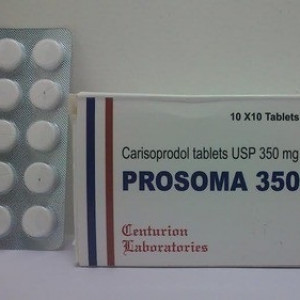 10 X10 Tablets
Carisoprodol tablets USP 350 mg
PROSOMA 350
Centurion
Laboratories